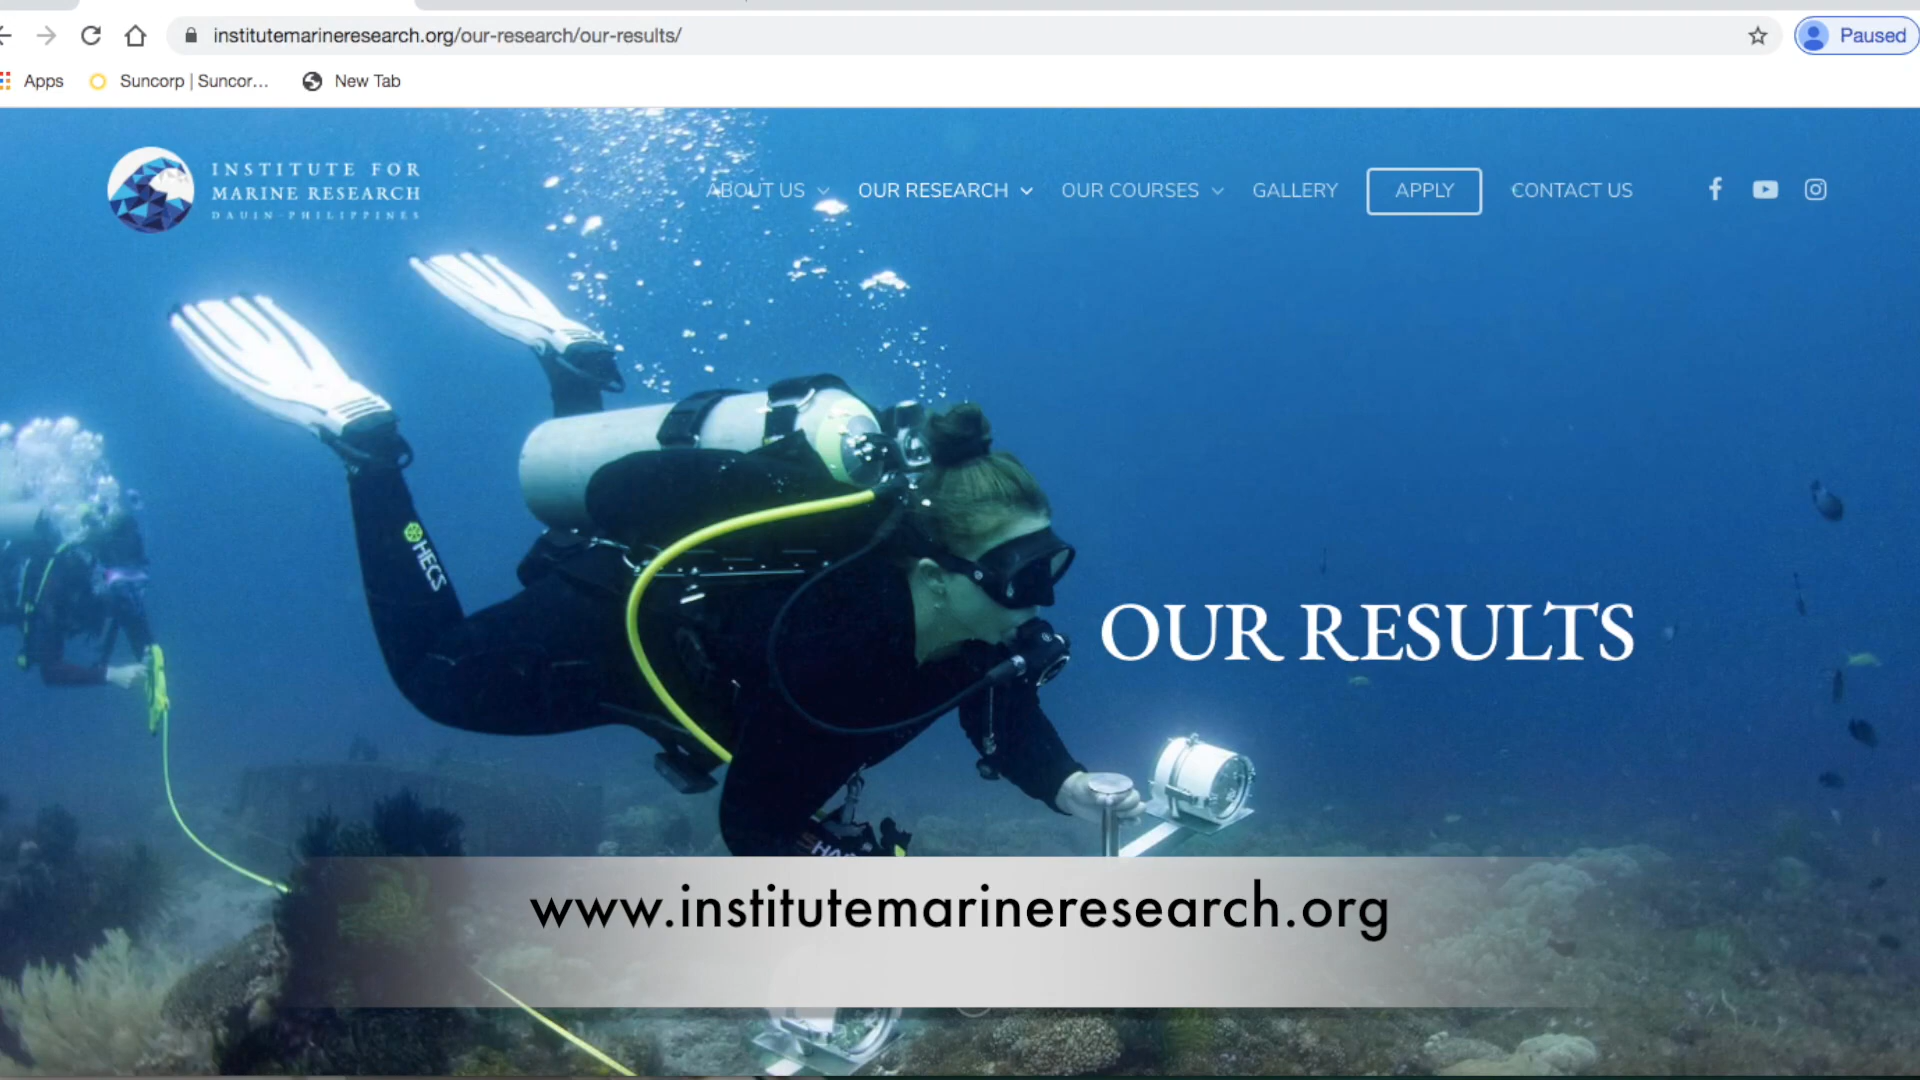 institutemarineresearch.org/our-research/our-results/
Paused
Apps
Suncorp | Suncor...
New Tab
INSTITUTE FOR
MARINE RESEARCH
DAUIN-PHILIPPINES
ABOUT US
OUR RESEARCH
OUR COURSES
GALLERY
APPLY
CONTACT US
HECS
OUR RESULTS
www.institutemarineresearch.org